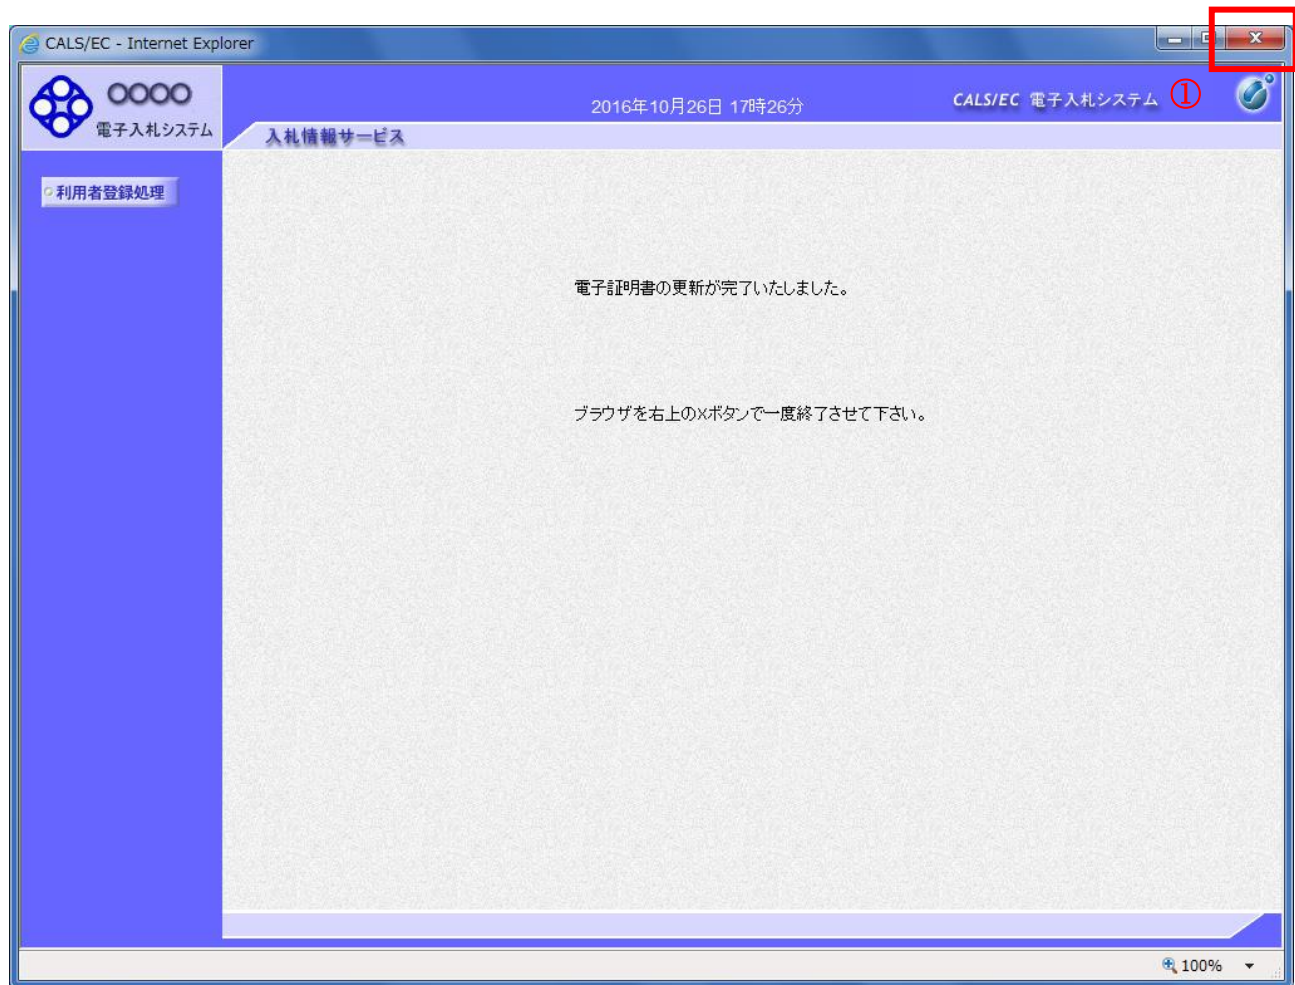 CALS/EC - Internet Explorer
○○○○
電子入札システム
2016年10月26日 17時26分
CALS/EC 電子入札システム
①
入札情報サービス
利用者登録処理
電子証明書の更新が完了いたしました。
ブラウザを右上の×ボタンで一度終了させて下さい。
100%